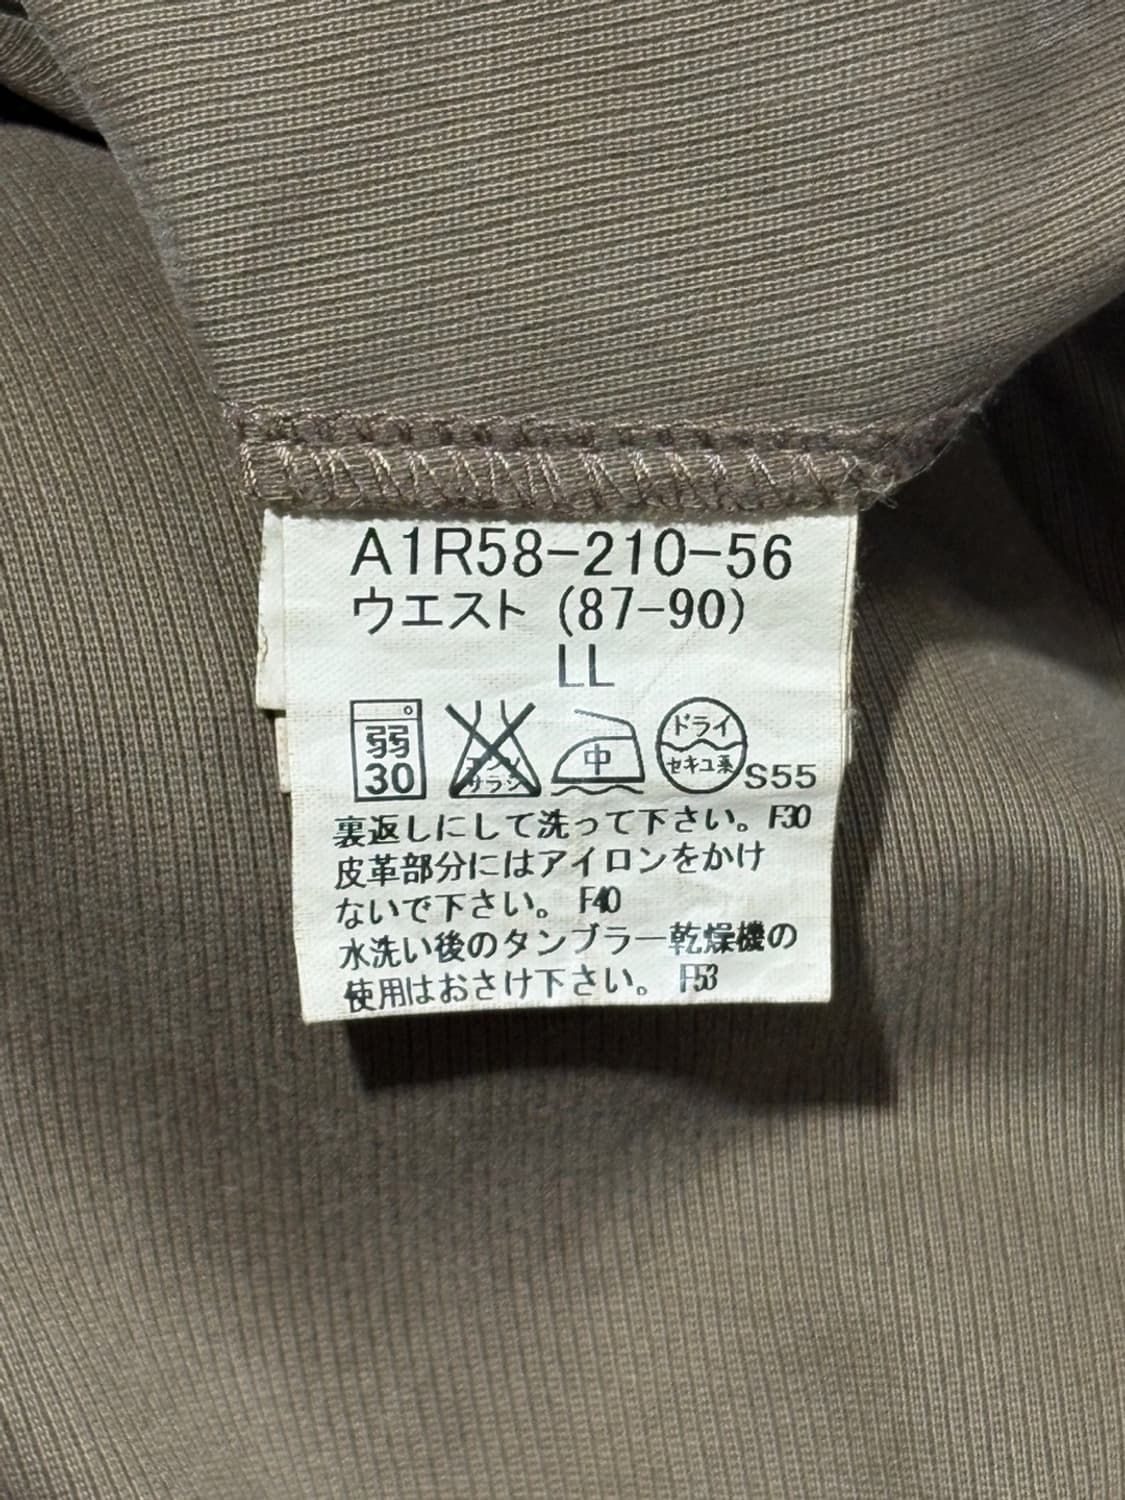 A1R58-210-56
ウエスト (87-90)
LL
弱
30
エンソ
サラシ
中
ドライ
セキユ系
S55
裏返しにして洗って下さい。F30
皮革部分にはアイロンをかけ
ないで下さい。 F40
水洗い後のタンブラー乾燥機の
使用はおさけ下さい。 F53